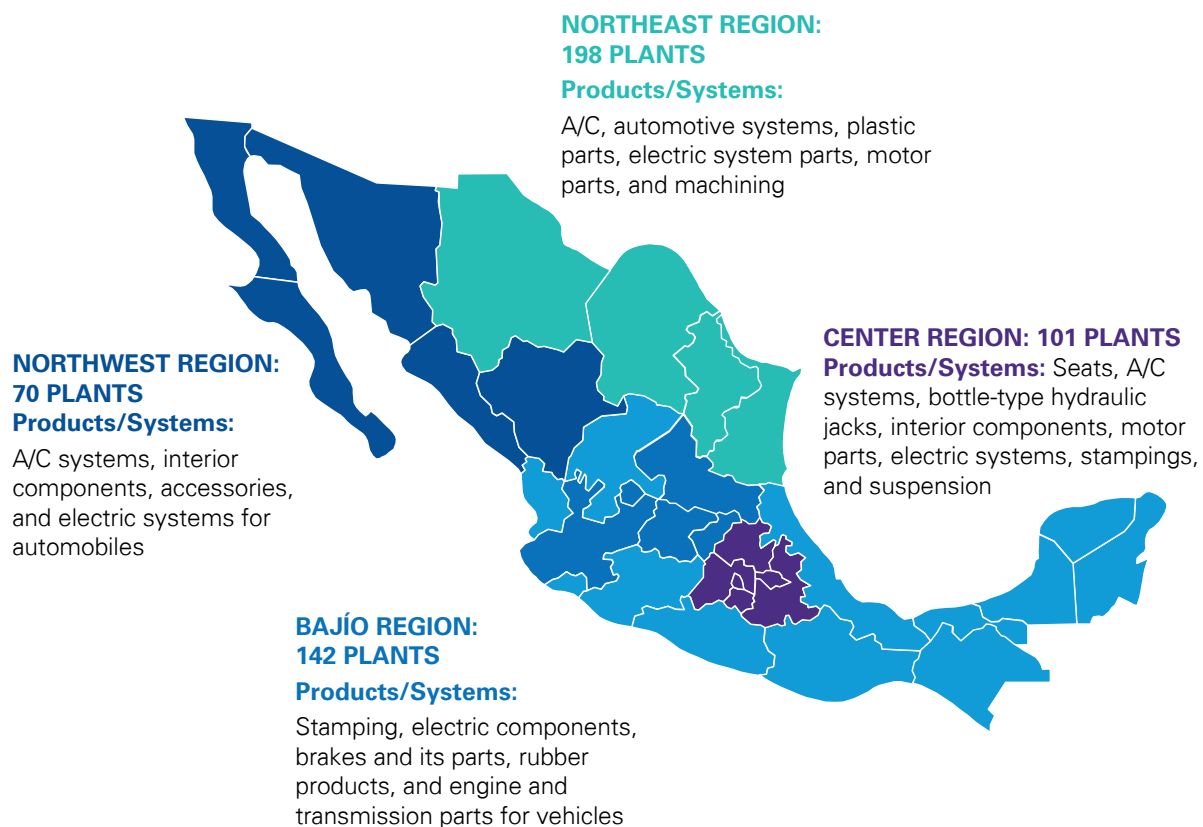 NORTHEAST REGION:
198 PLANTS
Products/Systems:
A/C, automotive systems, plastic
parts, electric system parts, motor
parts, and machining
CENTER REGION: 101 PLANTS
Products/Systems: Seats, A/C
systems, bottle-type hydraulic
jacks, interior components, motor
parts, electric systems, stampings,
and suspension
NORTHWEST REGION:
70 PLANTS
Products/Systems:
A/C systems, interior
components, accessories,
and electric systems for
automobiles
BAJÍO REGION:
142 PLANTS
Products/Systems:
Stamping, electric components,
brakes and its parts, rubber
products, and engine and
transmission parts for vehicles